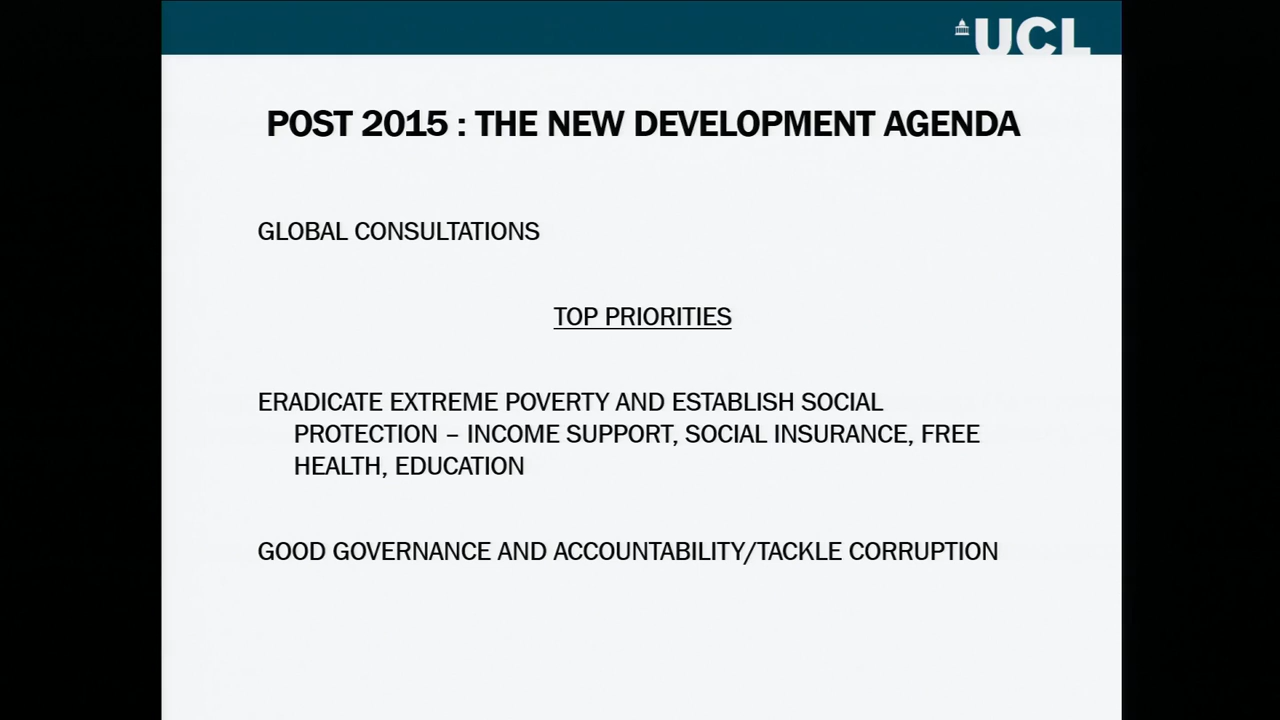 UCL
POST 2015 : THE NEW DEVELOPMENT AGENDA
GLOBAL CONSULTATIONS
TOP PRIORITIES
ERADICATE EXTREME POVERTY AND ESTABLISH SOCIAL
PROTECTION – INCOME SUPPORT, SOCIAL INSURANCE, FREE
HEALTH, EDUCATION
GOOD GOVERNANCE AND ACCOUNTABILITY/TACKLE CORRUPTION